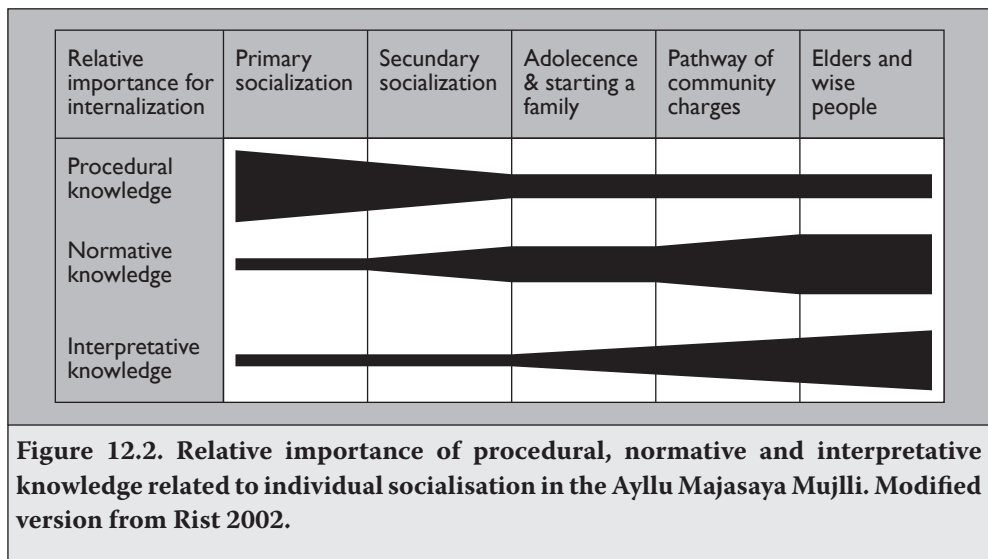 Relative
importance for
internalization
Primary
socialization
Secundary
socialization
Adolecence
& starting a
family
Pathway of
community
charges
Elders and
wise
people
Procedural
knowledge
Normative
knowledge
Interpretative
knowledge
Figure 12.2. Relative importance of procedural, normative and interpretative
knowledge related to individual socialisation in the Ayllu Majasaya Mujlli. Modified
version from Rist 2002.